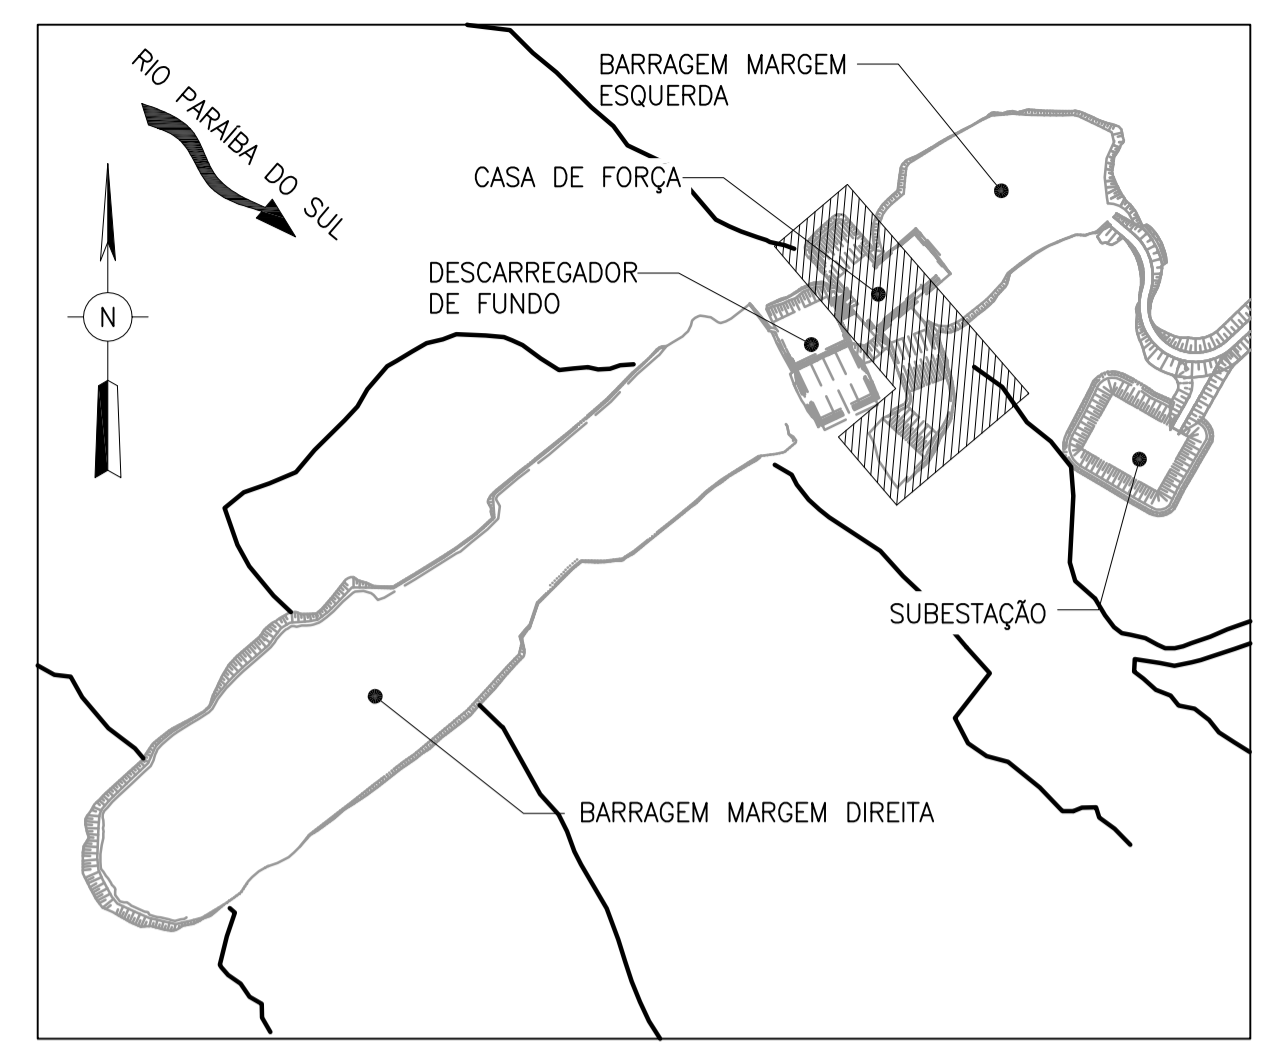 RIO PARAÍBA DO SUL
BARRAGEM MARGEM
ESQUERDA
CASA DE FORÇA
DESCARREGADOR
DE FUNDO
N
SUBESTAÇÃO
BARRAGEM MARGEM DIREITA